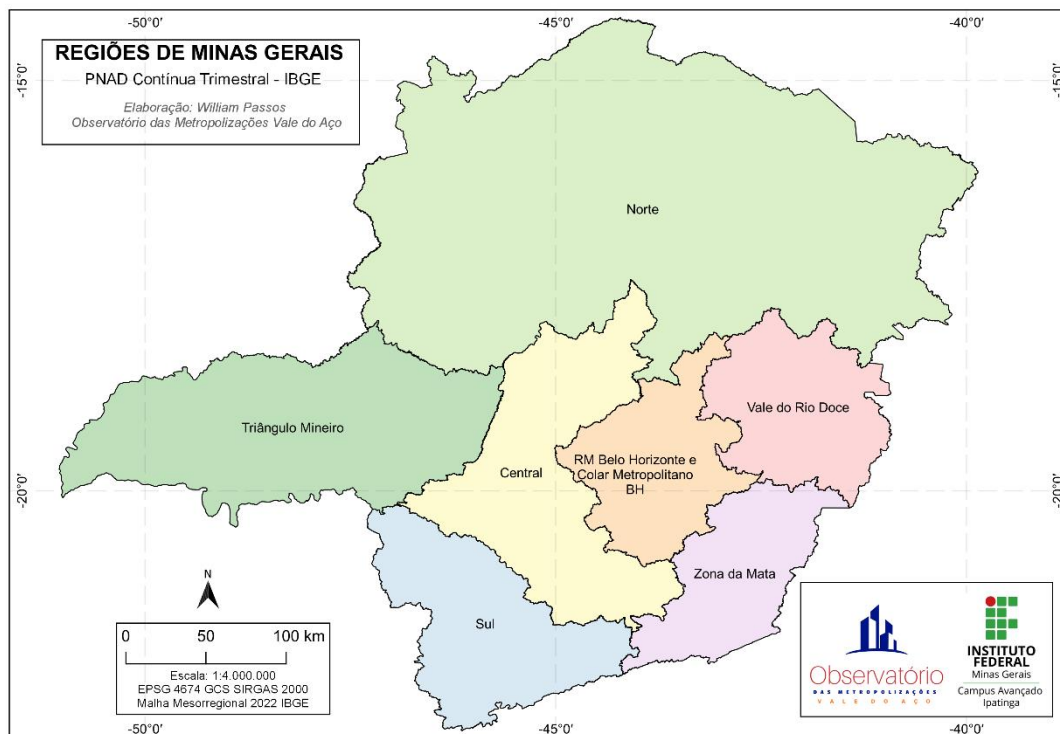 -50°0'
-45°0'
-40°0'
REGIÕES DE MINAS GERAIS
PNAD Contínua Trimestral - IBGE
Elaboração: William Passos
Observatório das Metropolizações Vale do Aço
-15°0'
-15°0'
Norte
Triângulo Mineiro
Vale do Rio Doce
Central
RM Belo Horizonte e
Colar Metropolitano
BH
-20°0'
-20°0'
Zona da Mata
Sul
N
0 50 100 km
Escala: 1:4.000.000
EPSG 4674 GCS SIRGAS 2000
Malha Mesorregional 2022 IBGE
Observatório
DAS METROPOLIZAÇÕES
VALE DO AÇO
INSTITUTO
FEDERAL
Minas Gerais
Campus Avançado
Ipatinga
-50°0'
-45°0'
-40°0'